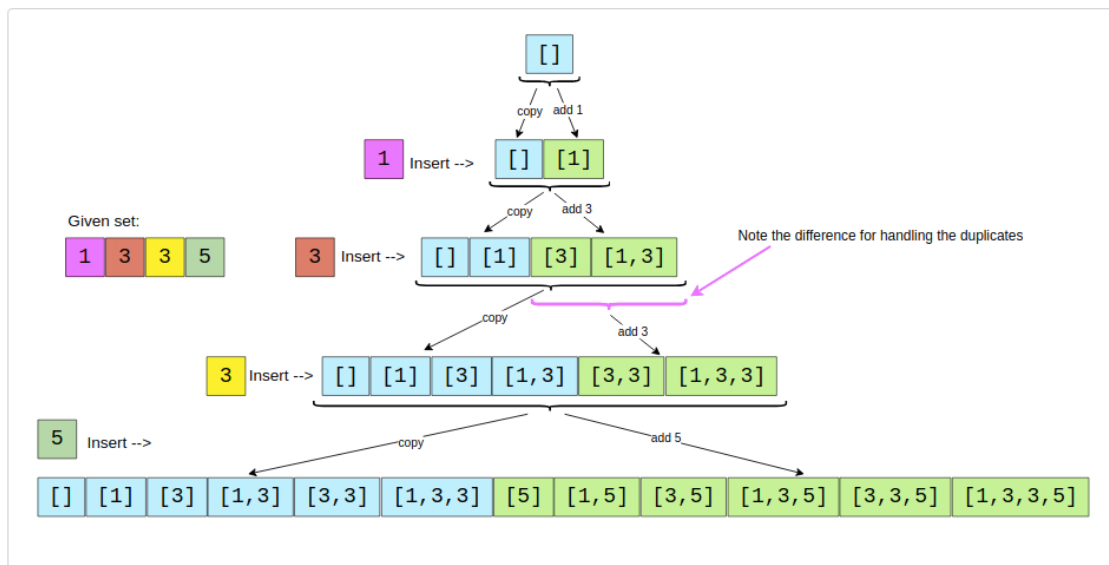 []
copy add 1
1 Insert --> [] [1]
copy add 3
Given set:
1 3 3 5
3 Insert --> [] [1] [3] [1,3]
Note the difference for handling the duplicates
copy add 3
3 Insert --> [] [1] [3] [1,3] [3,3] [1,3,3]
5 Insert -->
copy add 5
[] [1] [3] [1,3] [3,3] [1,3,3] [5] [1,5] [3,5] [1,3,5] [3,3,5] [1,3,3,5]